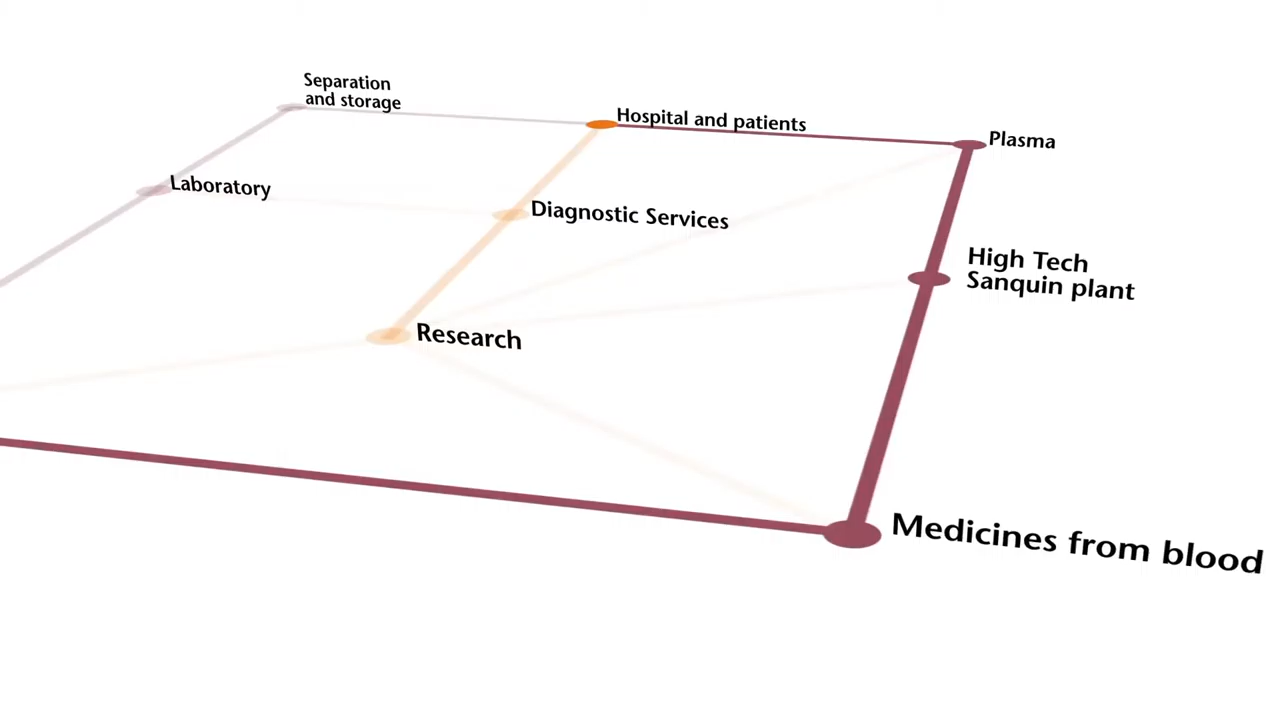 Separation
and storage
Hospital and patients
Plasma
Laboratory
Diagnostic Services
High Tech
Sanquin plant
Research
Medicines from blood